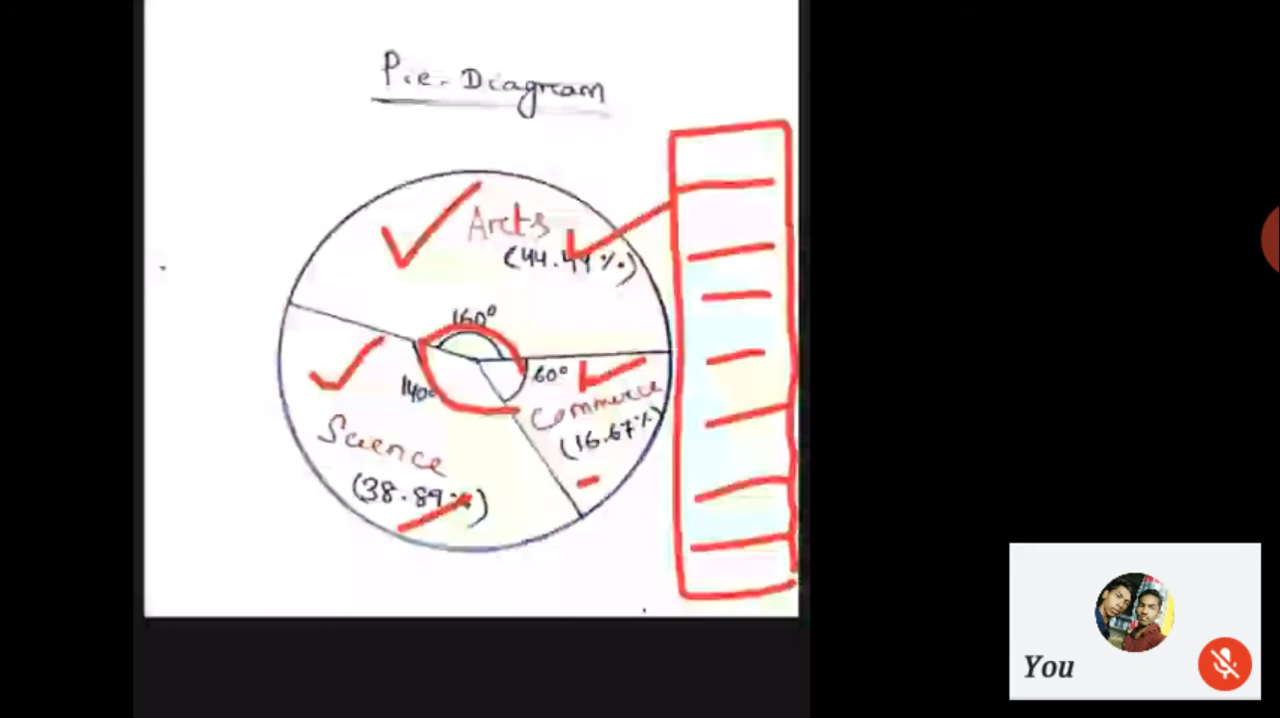 Pie-Diagram
Arts
(44.44%)
160°
140°
60°
Commerce
(16.67%)
Science
(38.89%)
You